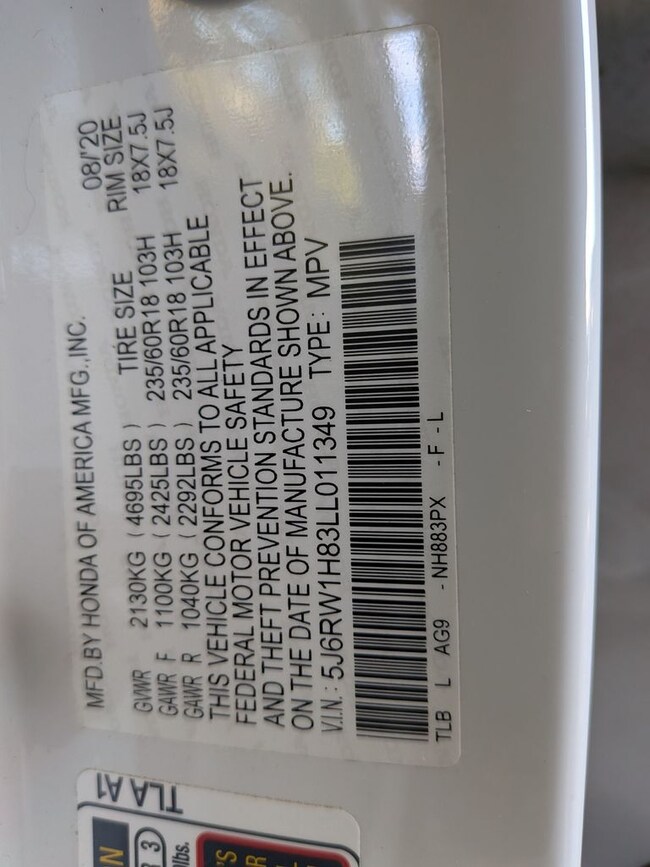 MFD.BY HONDA OF AMERICA MFG.,INC. 08/'20
TIRE SIZE RIM SIZE
GVWR 2130KG (4695LBS)
GAWR F 1100KG (2425LBS) 235/60R18 103H 18X7.5J
GAWR R 1040KG (2292LBS) 235/60R18 103H 18X7.5J
THIS VEHICLE CONFORMS TO ALL APPLICABLE
FEDERAL MOTOR VEHICLE SAFETY
AND THEFT PREVENTION STANDARDS IN EFFECT
ON THE DATE OF MANUFACTURE SHOWN ABOVE.
V.I.N.: 5J6RW1H83LL011349 TYPE: MPV
TLB L AG9 - NH883PX - F - L
TLAA1
3
lbs.